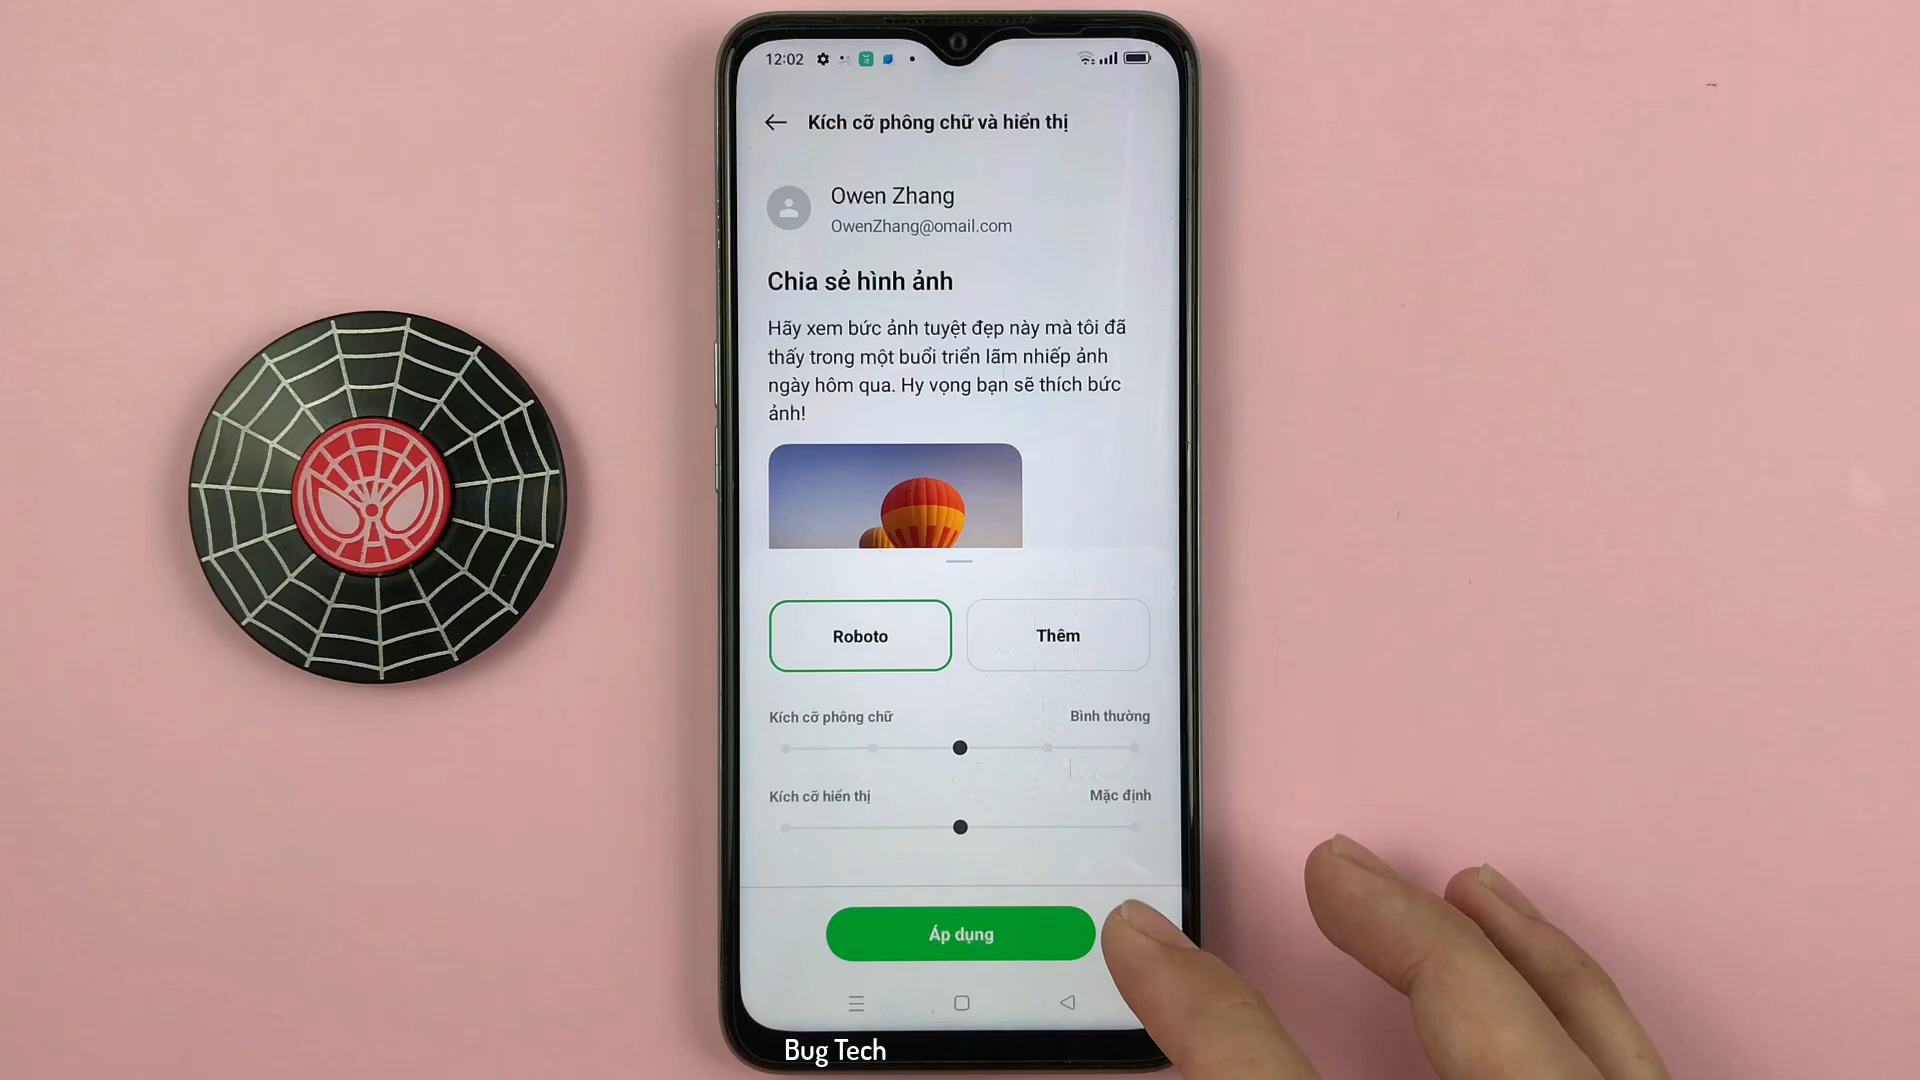 12:02
Kích cỡ phông chữ và hiển thị
Owen Zhang
OwenZhang@omail.com
Chia sẻ hình ảnh
Hãy xem bức ảnh tuyệt đẹp này mà tôi đã
thấy trong một buổi triển lãm nhiếp ảnh
ngày hôm qua. Hy vọng bạn sẽ thích bức
ảnh!
Roboto
Thêm
Kích cỡ phông chữ
Bình thường
Kích cỡ hiển thị
Mặc định
Áp dụng
Bug Tech